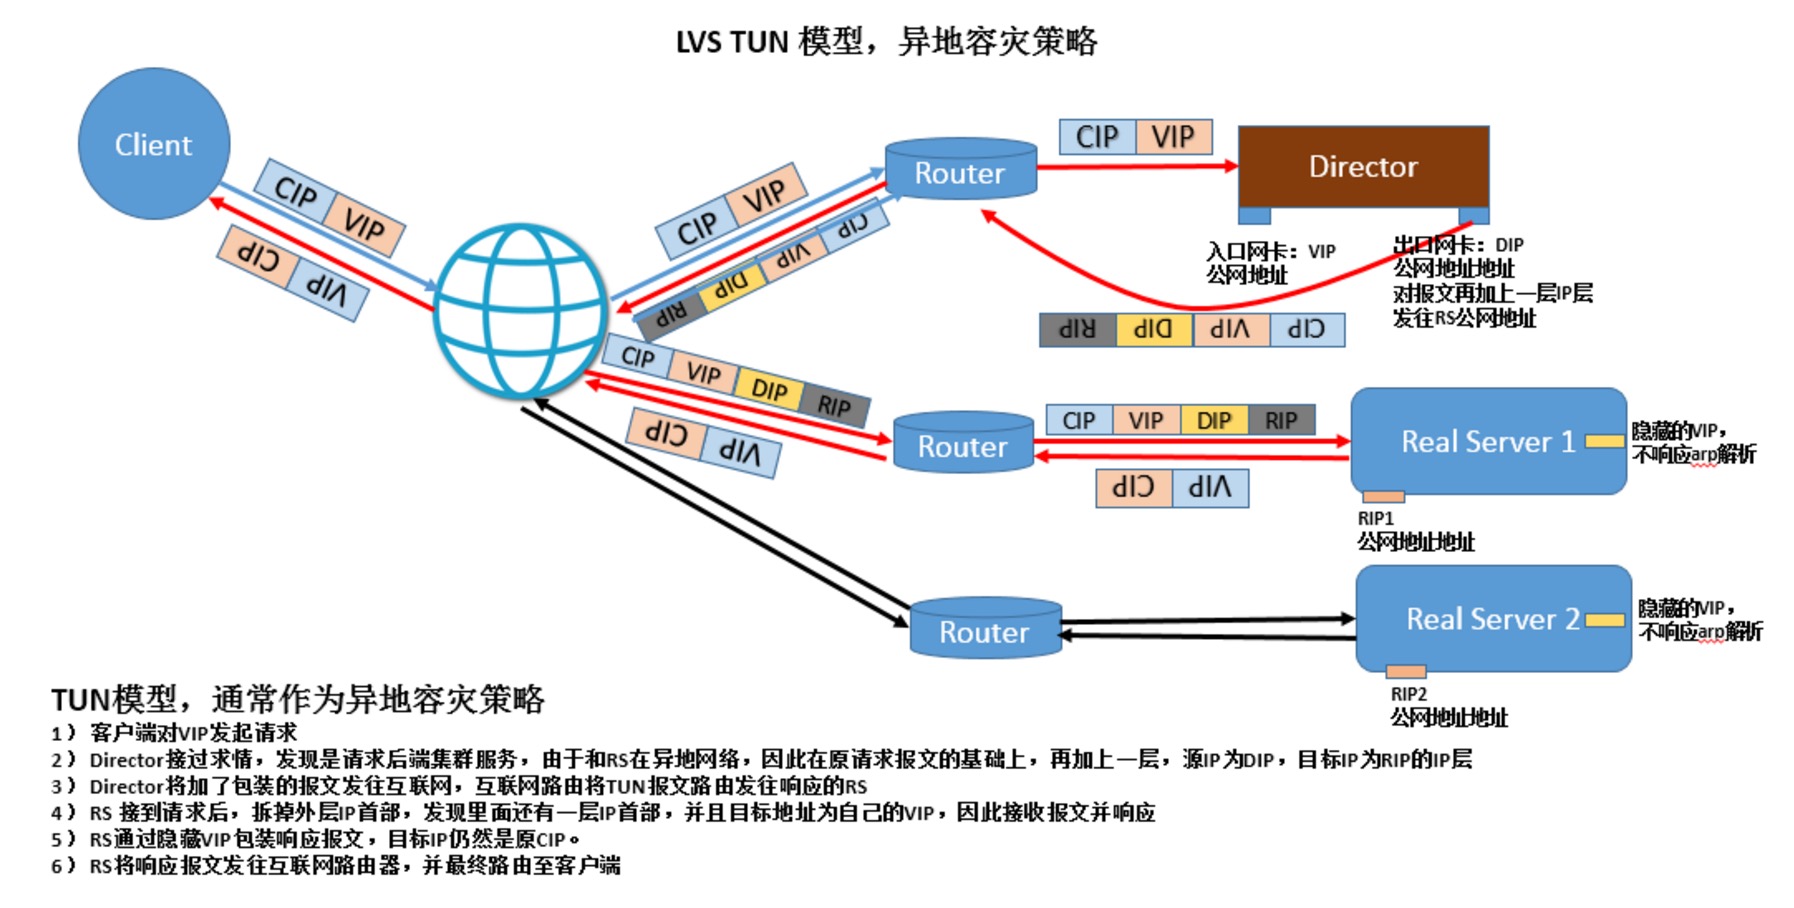 LVS TUN 模型，异地容灾策略
Client
CIP VIP
CIP VIP
CIP VIP
RIP DIP VIP CIP
Router
CIP VIP
Director
入口网卡：VIP
公网地址
出口网卡：DIP
公网地址地址
对报文再加上一层IP层
发往RS公网地址
RIP DIP VIP CIP
CIP VIP DIP RIP
CIP VIP
Router
CIP VIP DIP RIP
CIP VIP
Real Server 1
隐藏的VIP，
不响应arp解析
RIP1
公网地址地址
Router
Real Server 2
隐藏的VIP，
不响应arp解析
RIP2
公网地址地址
TUN模型，通常作为异地容灾策略
1） 客户端对VIP发起请求
2） Director接过求情，发现是请求后端集群服务，由于和RS在异地网络，因此在原请求报文的基础上，再加上一层，源IP为DIP，目标IP为RIP的IP层
3） Director将加了包装的报文发往互联网，互联网路由将TUN报文路由发往响应的RS
4） RS 接到请求后，拆掉外层IP首部，发现里面还有一层IP首部，并且目标地址为自己的VIP，因此接收报文并响应
5） RS通过隐藏VIP包装响应报文，目标IP仍然是原CIP。
6） RS将响应报文发往互联网路由器，并最终路由至客户端